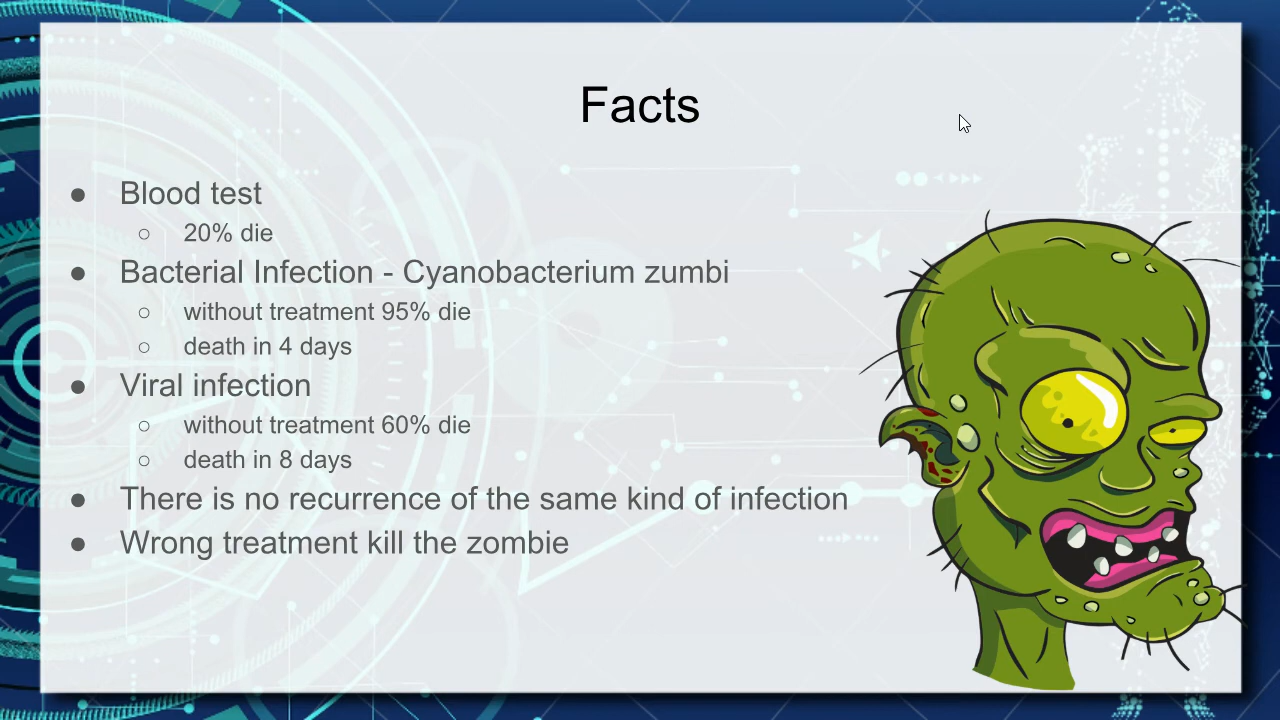 Facts
● Blood test
○ 20% die
● Bacterial Infection - Cyanobacterium zumbi
○ without treatment 95% die
○ death in 4 days
● Viral infection
○ without treatment 60% die
○ death in 8 days
● There is no recurrence of the same kind of infection
● Wrong treatment kill the zombie